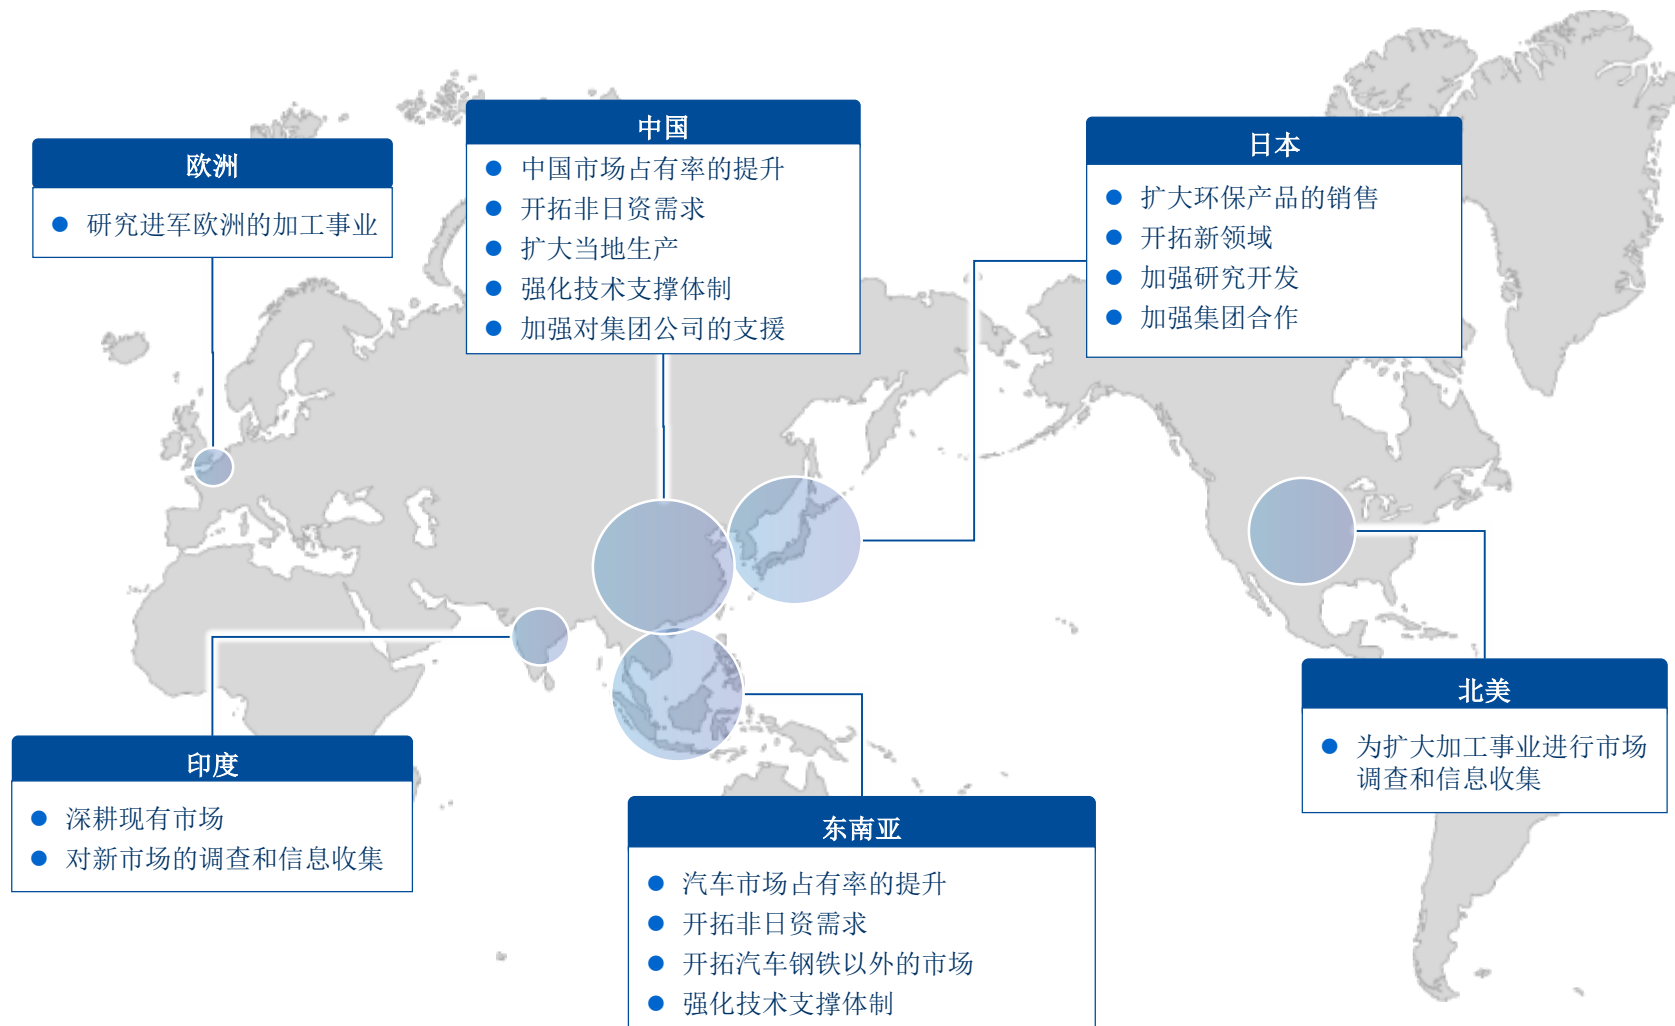 欧洲
研究进军欧洲的加工事业
中国
中国市场占有率的提升
开拓非日资需求
扩大当地生产
强化技术支撑体制
加强对集团公司的支援
日本
扩大环保产品的销售
开拓新领域
加强研究开发
加强集团合作
印度
深耕现有市场
对新市场的调查和信息收集
东南亚
汽车市场占有率的提升
开拓非日资需求
开拓汽车钢铁以外的市场
强化技术支撑体制
北美
为扩大加工事业进行市场
调查和信息收集